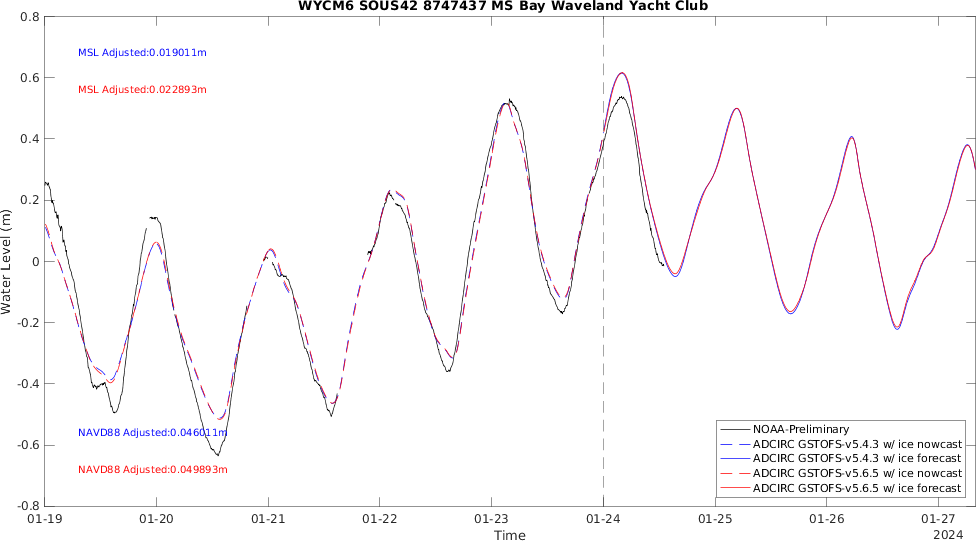 WYCM6 SOUS42 8747437 MS Bay Waveland Yacht Club
0.8
0.6
0.4
0.2
0
-0.2
-0.4
-0.6
-0.8
Water Level (m)
MSL Adjusted:0.019011m
MSL Adjusted:0.022893m
NAVD88 Adjusted:0.046011m
NAVD88 Adjusted:0.049893m
NOAA-Preliminary
ADCIRC GSTOFS-v5.4.3 w/ ice nowcast
ADCIRC GSTOFS-v5.4.3 w/ ice forecast
ADCIRC GSTOFS-v5.6.5 w/ ice nowcast
ADCIRC GSTOFS-v5.6.5 w/ ice forecast
01-19 01-20 01-21 01-22 01-23 01-24 01-25 01-26 01-27
Time
2024